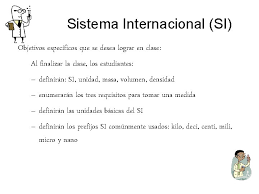 Sistema Internacional (SI)
Objetivos específicos que se desea lograr en clase:
Al finalizar la clase, los estudiantes:
– definirán: SI, unidad, masa, volumen, densidad
– enumerarán los tres requisitos para tomar una medida
– definirán las unidades básicas del SI
– definirán los prefijos SI comúnmente usados: kilo, deci, centi, mili,
micro y nano